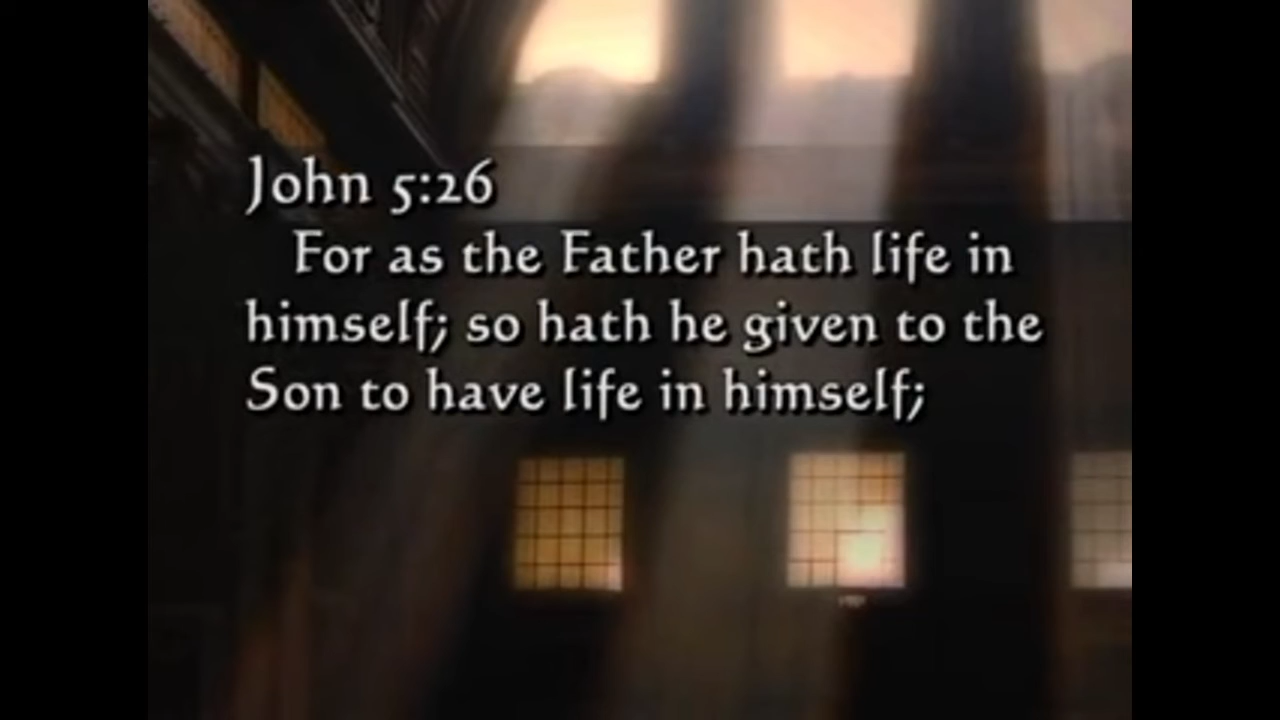 John 5:26
For as the Father hath life in
himself; so hath he given to the
Son to have life in himself;